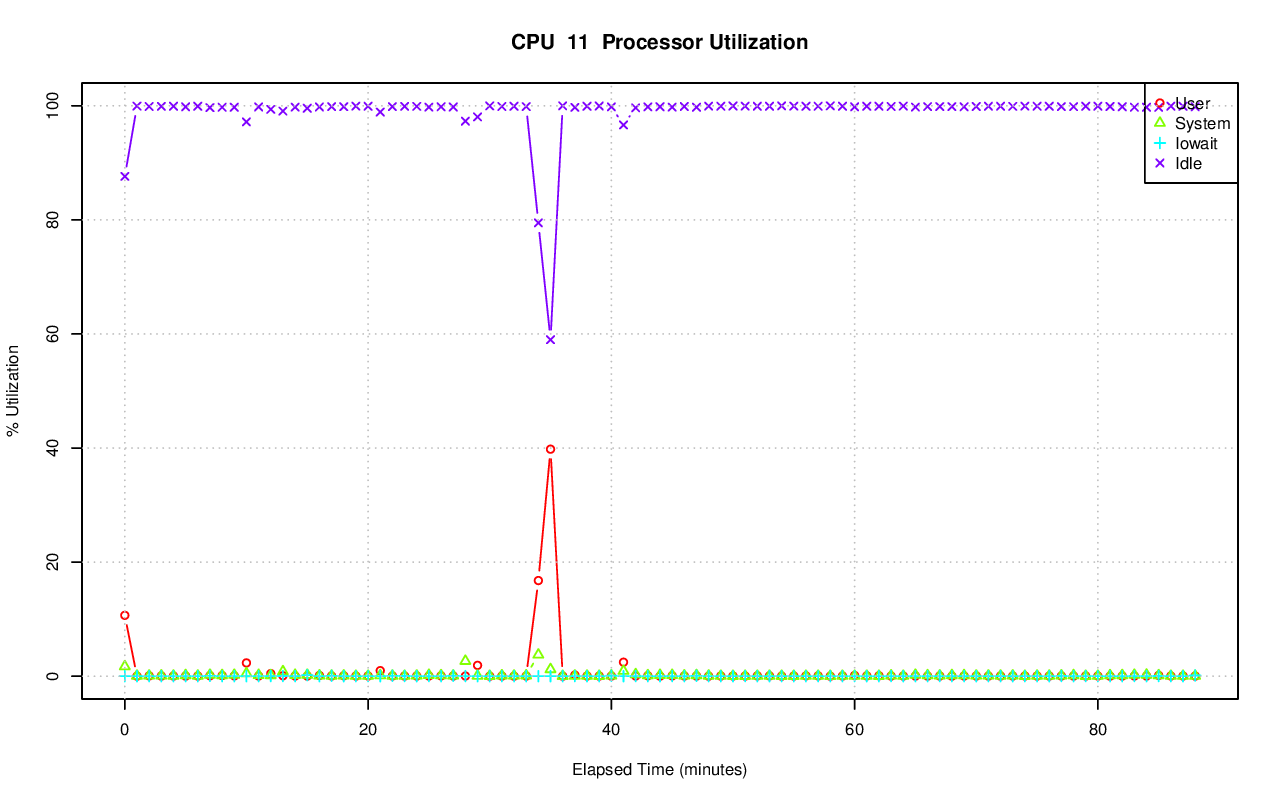 CPU 11 Processor Utilization
100
80
60
40
20
0
% Utilization
User
System
Iowait
Idle
0 20 40 60 80
Elapsed Time (minutes)